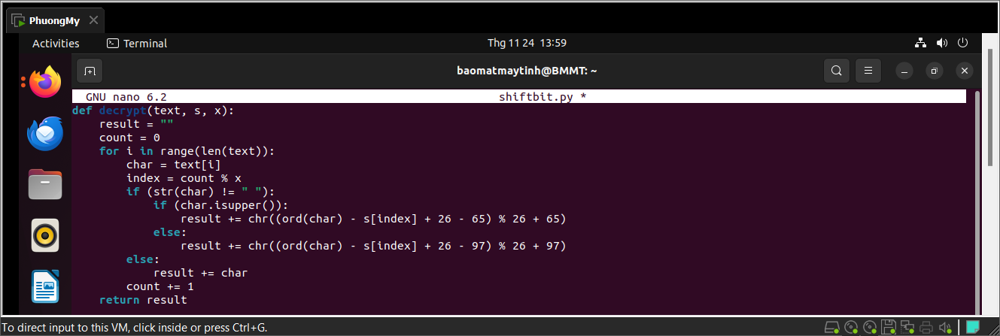 PhuongMy
Activities Terminal Thg 11 24 13:59
baomatmaytinh@BMMT: ~
GNU nano 6.2 shiftbit.py *
def decrypt(text, s, x):
    result = ""
    count = 0
    for i in range(len(text)):
        char = text[i]
        index = count % x
        if (str(char) != " "):
            if (char.isupper()):
                result += chr((ord(char) - s[index] + 26 - 65) % 26 + 65)
            else:
                result += chr((ord(char) - s[index] + 26 - 97) % 26 + 97)
        else:
            result += char
        count += 1
    return result
To direct input to this VM, click inside or press Ctrl+G.